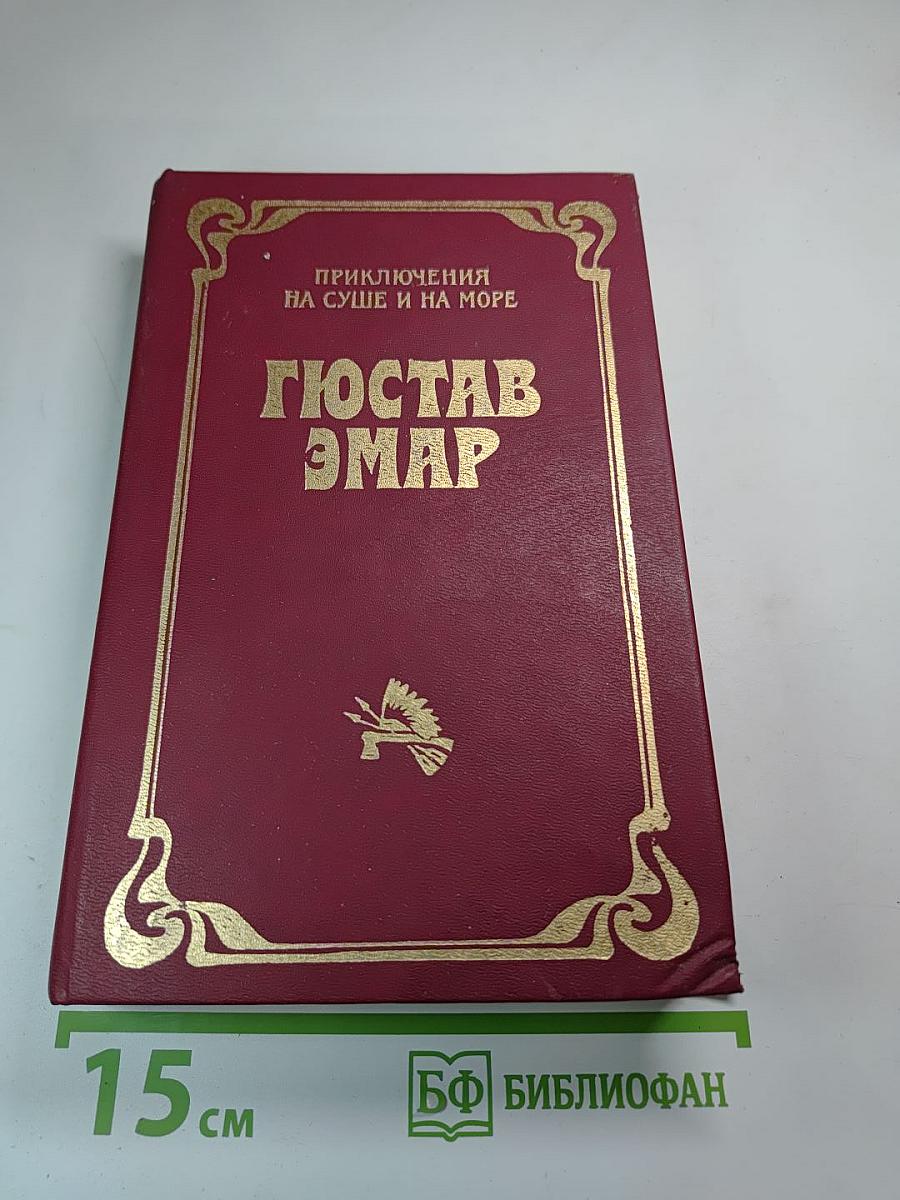 ПРИКЛЮЧЕНИЯ
НА СУШЕ И НА МОРЕ
ГЮСТАВ
ЭМАР
15 СМ
БФ БИБЛИОФАН